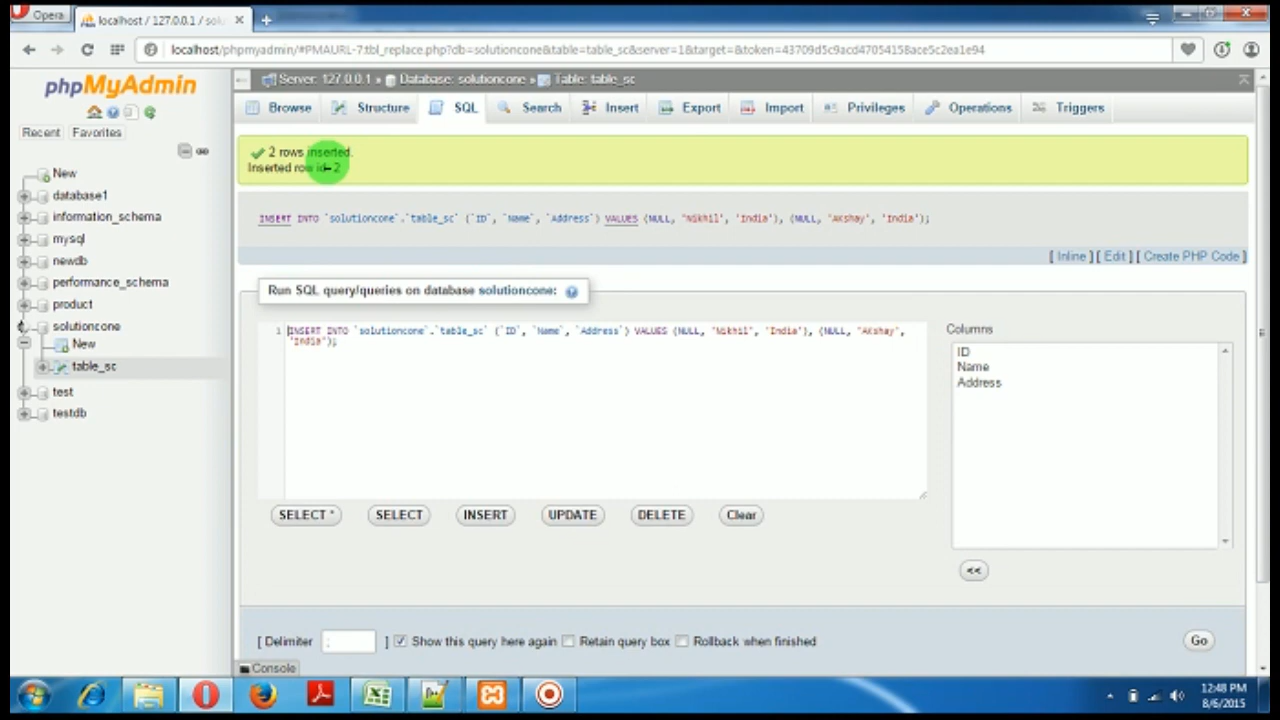 Opera
localhost / 127.0.0.1 / solu
localhost/phpmyadmin/#PMAURL-7:tbl_replace.php?db=solutioncone&table=table_sc&server=1&target=&token=43709d5c9acd47054158ace5c2ea1e94
phpMyAdmin
Recent Favorites
New
database1
information_schema
mysql
newdb
performance_schema
product
solutioncone
New
table_sc
test
testdb
Server: 127.0.0.1 » Database: solutioncone » Table: table_sc
Browse Structure SQL Search Insert Export Import Privileges Operations Triggers
2 rows inserted.
Inserted row id: 2
INSERT INTO `solutioncone`.`table_sc` (`ID`, `Name`, `Address`) VALUES (NULL, 'Nikhil', 'India'), (NULL, 'Akshay', 'India');
[ Inline ] [ Edit ] [ Create PHP Code ]
Run SQL query/queries on database solutioncone:
1 INSERT INTO `solutioncone`.`table_sc` (`ID`, `Name`, `Address`) VALUES (NULL, 'Nikhil', 'India'), (NULL, 'Akshay',
'India');
Columns
ID
Name
Address
SELECT * SELECT INSERT UPDATE DELETE Clear
<<
[ Delimiter ; ] Show this query here again Retain query box Rollback when finished Go
Console
12:48 PM
8/6/2015